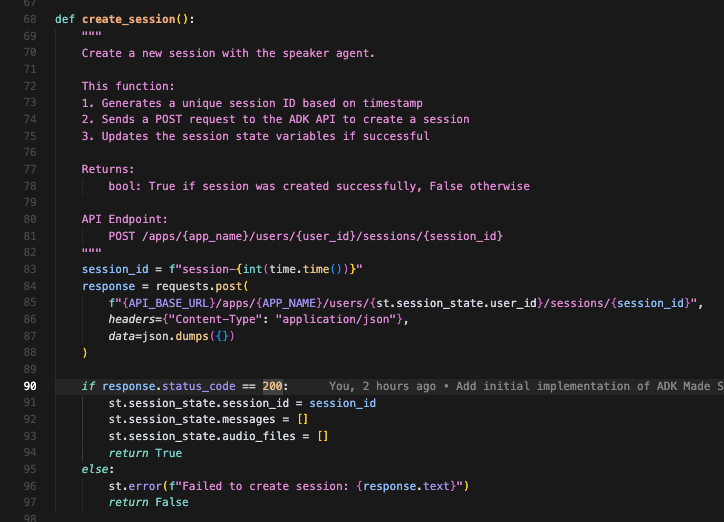 67
68 def create_session():
69     """
70     Create a new session with the speaker agent.
71
72     This function:
73     1. Generates a unique session ID based on timestamp
74     2. Sends a POST request to the ADK API to create a session
75     3. Updates the session state variables if successful
76
77     Returns:
78         bool: True if session was created successfully, False otherwise
79
80     API Endpoint:
81         POST /apps/{app_name}/users/{user_id}/sessions/{session_id}
82     """
83     session_id = f"session-{int(time.time())}"
84     response = requests.post(
85         f"{API_BASE_URL}/apps/{APP_NAME}/users/{st.session_state.user_id}/sessions/{session_id}",
86         headers={"Content-Type": "application/json"},
87         data=json.dumps({})
88     )
89
90     if response.status_code == 200:     You, 2 hours ago • Add initial implementation of ADK Made S
91         st.session_state.session_id = session_id
92         st.session_state.messages = []
93         st.session_state.audio_files = []
94         return True
95     else:
96         st.error(f"Failed to create session: {response.text}")
97         return False
98